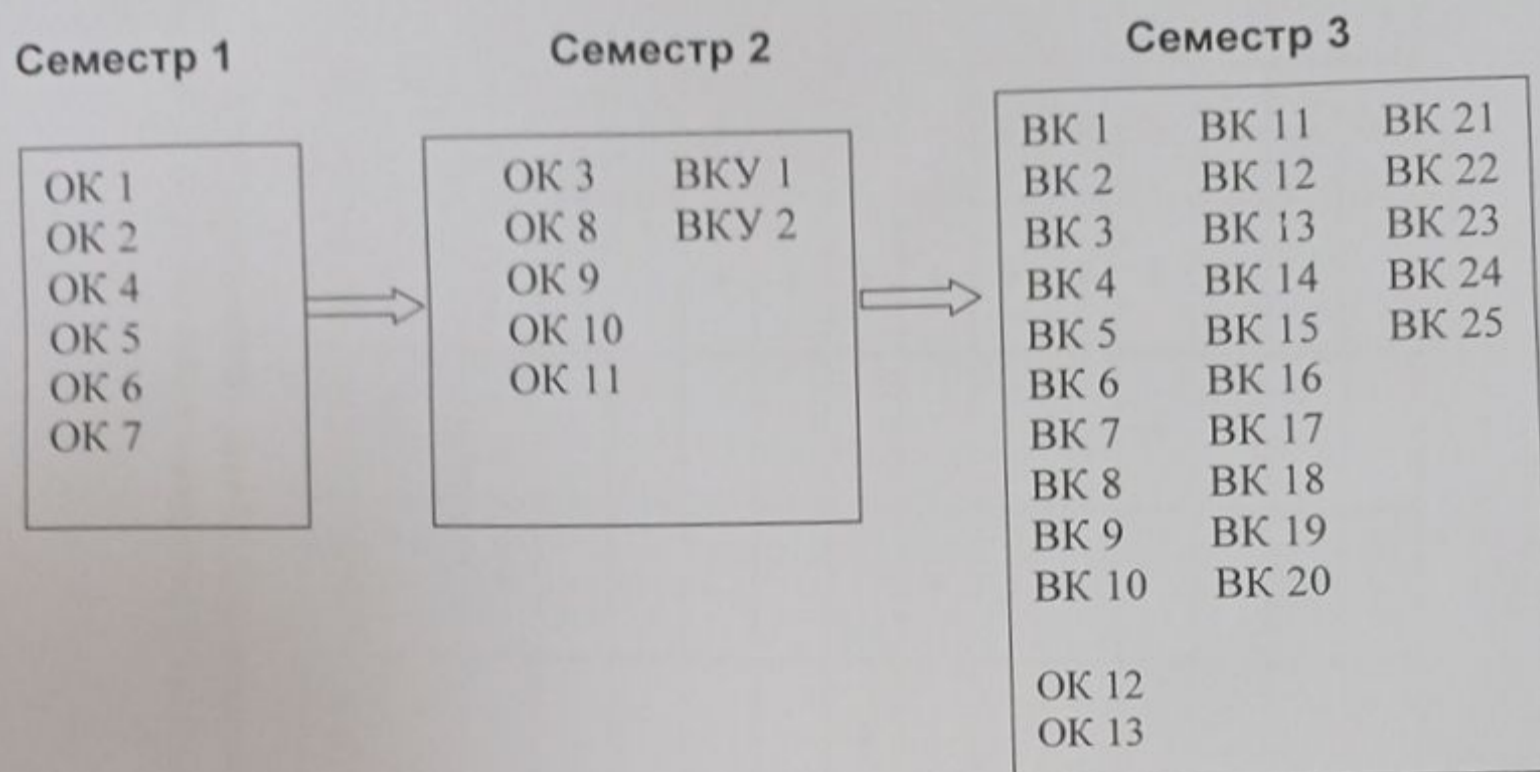 Семестр 1
ОК 1
ОК 2
ОК 4
ОК 5
ОК 6
ОК 7
Семестр 2
ОК 3 ВКУ 1
ОК 8 ВКУ 2
ОК 9
ОК 10
ОК 11
Семестр 3
ВК 1 ВК 11 ВК 21
ВК 2 ВК 12 ВК 22
ВК 3 ВК 13 ВК 23
ВК 4 ВК 14 ВК 24
ВК 5 ВК 15 ВК 25
ВК 6 ВК 16
ВК 7 ВК 17
ВК 8 ВК 18
ВК 9 ВК 19
ВК 10 ВК 20
ОК 12
ОК 13